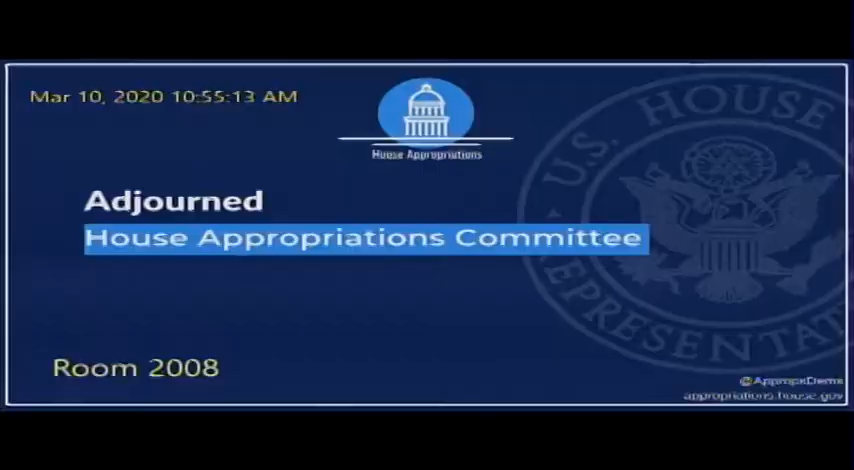 Mar 10, 2020 10:55:13 AM
House Appropriations
Adjourned
House Appropriations Committee
Room 2008
@AppropsDems
appropriations.house.gov
U.S. HOUSE
REPRESENTAT